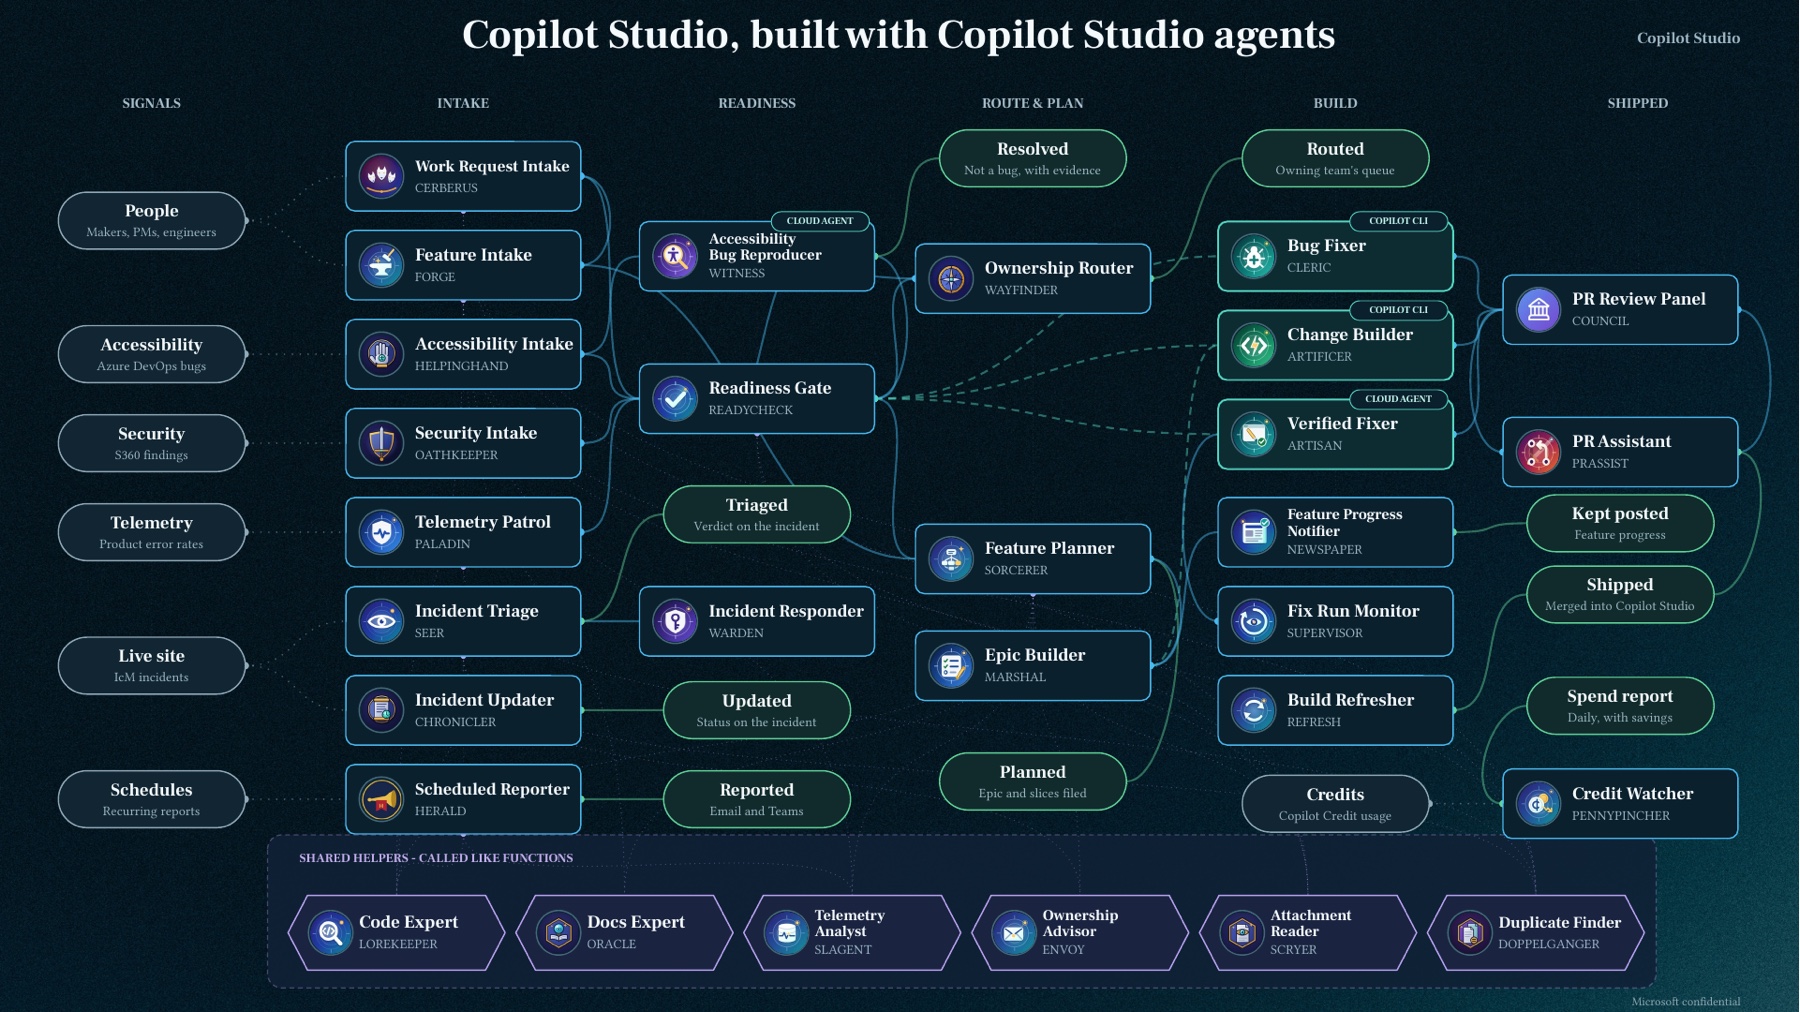 Copilot Studio, built with Copilot Studio agents
Copilot Studio
SIGNALS
INTAKE
READINESS
ROUTE & PLAN
BUILD
SHIPPED
People
Makers, PMs, engineers
Accessibility
Azure DevOps bugs
Security
S360 findings
Telemetry
Product error rates
Live site
IcM incidents
Schedules
Recurring reports
Work Request Intake
CERBERUS
Feature Intake
FORGE
Accessibility Intake
HELPINGHAND
Security Intake
OATHKEEPER
Telemetry Patrol
PALADIN
Incident Triage
SEER
Incident Updater
CHRONICLER
Scheduled Reporter
HERALD
CLOUD AGENT
Accessibility
Bug Reproducer
WITNESS
Readiness Gate
READYCHECK
Triaged
Verdict on the incident
Incident Responder
WARDEN
Updated
Status on the incident
Reported
Email and Teams
Resolved
Not a bug, with evidence
Ownership Router
WAYFINDER
Feature Planner
SORCERER
Epic Builder
MARSHAL
Planned
Epic and slices filed
Routed
Owning team's queue
COPILOT CLI
Bug Fixer
CLERIC
COPILOT CLI
Change Builder
ARTIFICER
CLOUD AGENT
Verified Fixer
ARTISAN
Feature Progress
Notifier
NEWSPAPER
Fix Run Monitor
SUPERVISOR
Build Refresher
REFRESH
Credits
Copilot Credit usage
PR Review Panel
COUNCIL
PR Assistant
PRASSIST
Kept posted
Feature progress
Shipped
Merged into Copilot Studio
Spend report
Daily, with savings
Credit Watcher
PENNYPINCHER
SHARED HELPERS - CALLED LIKE FUNCTIONS
Code Expert
LOREKEEPER
Docs Expert
ORACLE
Telemetry
Analyst
SLAGENT
Ownership
Advisor
ENVOY
Attachment
Reader
SCRYER
Duplicate Finder
DOPPELGANGER
Microsoft confidential